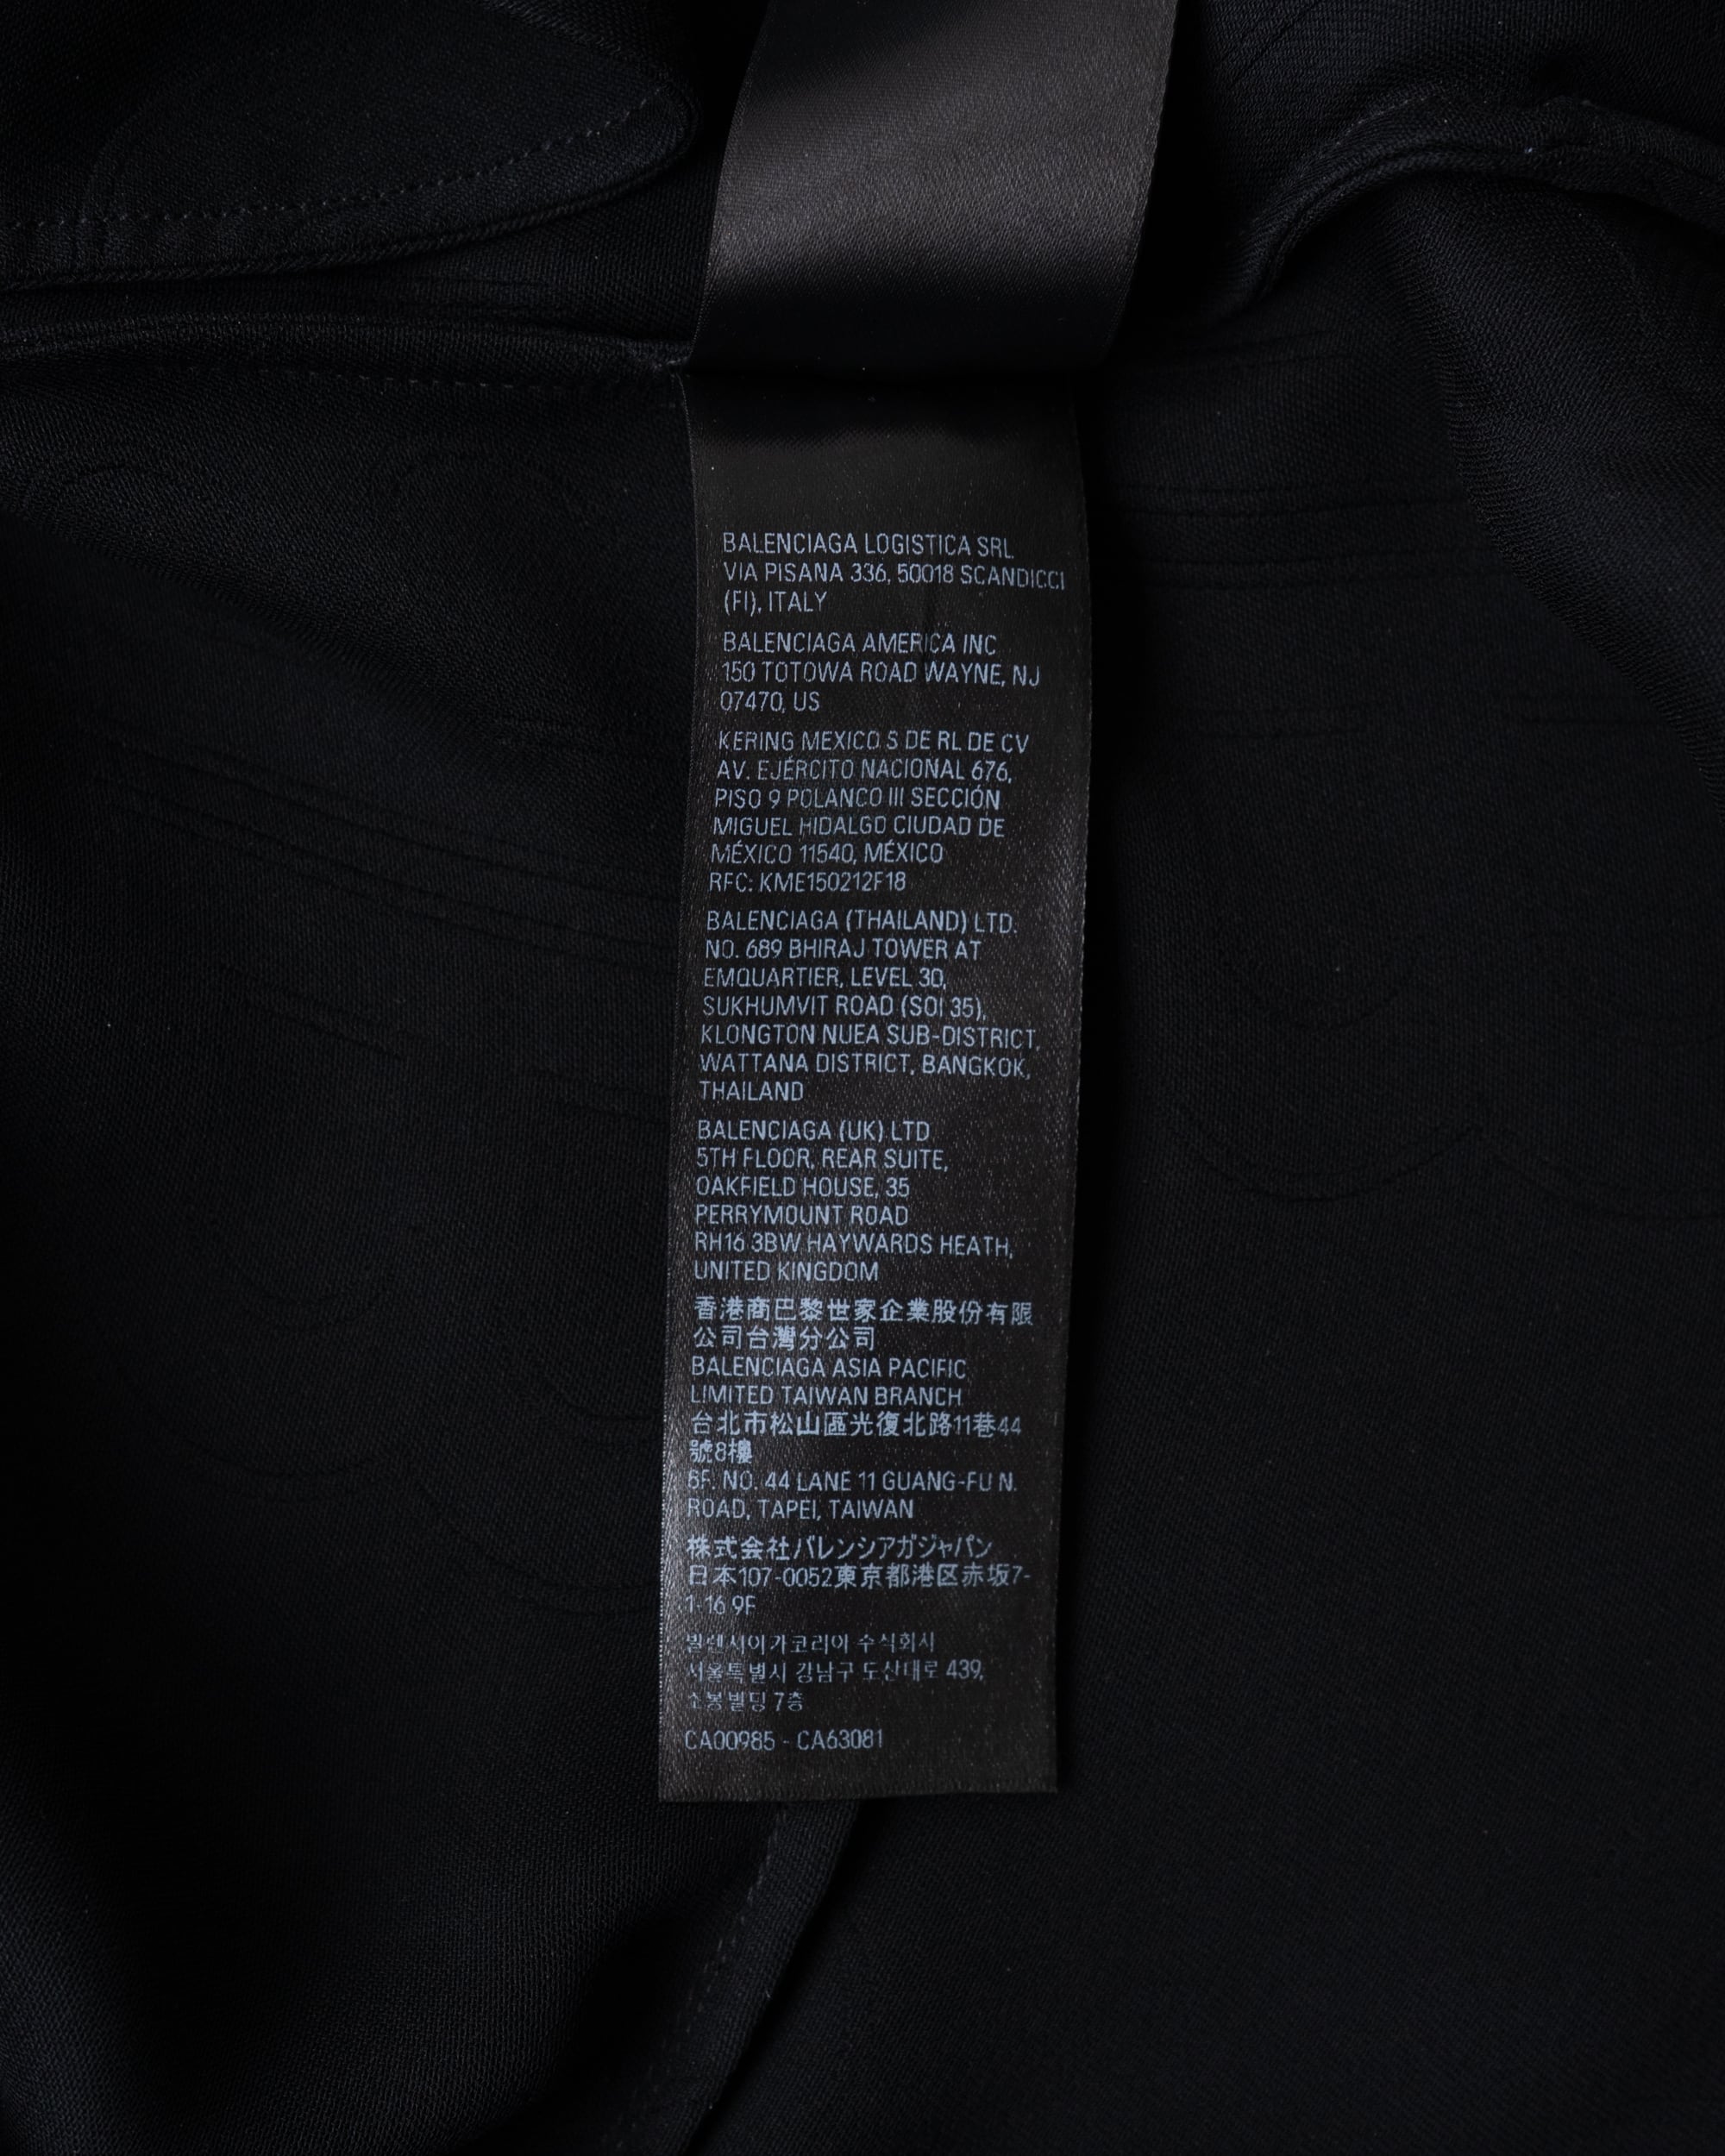 BALENCIAGA LOGISTICA SRL
VIA PISANA 336, 50018 SCANDICCI
(FI), ITALY
BALENCIAGA AMERICA INC
150 TOTOWA ROAD WAYNE, NJ
07470, US
KERING MEXICO S DE RL DE CV
AV. EJÉRCITO NACIONAL 676,
PISO 9 POLANCO III SECCIÓN
MIGUEL HIDALGO CIUDAD DE
MÉXICO 11540, MÉXICO
RFC: KME150212F18
BALENCIAGA (THAILAND) LTD.
NO. 689 BHIRAJ TOWER AT
EMQUARTIER, LEVEL 30,
SUKHUMVIT ROAD (SOI 35),
KLONGTON NUEA SUB-DISTRICT,
WATTANA DISTRICT, BANGKOK,
THAILAND
BALENCIAGA (UK) LTD
5TH FLOOR, REAR SUITE,
OAKFIELD HOUSE, 35
PERRYMOUNT ROAD
RH16 3BW HAYWARDS HEATH,
UNITED KINGDOM
香港商巴黎世家企業股份有限
公司台灣分公司
BALENCIAGA ASIA PACIFIC
LIMITED TAIWAN BRANCH
台北市松山區光復北路11巷44
號8樓
8F. NO. 44 LANE 11 GUANG-FU N.
ROAD, TAPEI, TAIWAN
株式会社バレンシアガジャパン
日本107-0052東京都港区赤坂7-
1-16 9F
발렌시아가코리아 주식회사
서울특별시 강남구 도산대로 439,
소봉빌딩 7층
CA00985 - CA63081